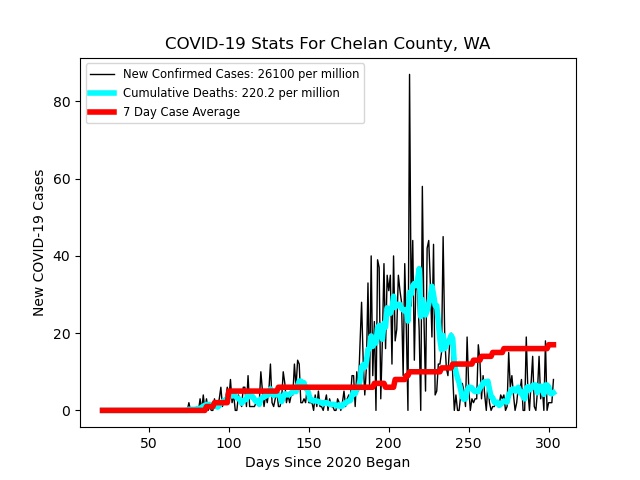 COVID-19 Stats For Chelan County, WA
New Confirmed Cases: 26100 per million
Cumulative Deaths: 220.2 per million
7 Day Case Average
New COVID-19 Cases
80
60
40
20
0
50 100 150 200 250 300
Days Since 2020 Began